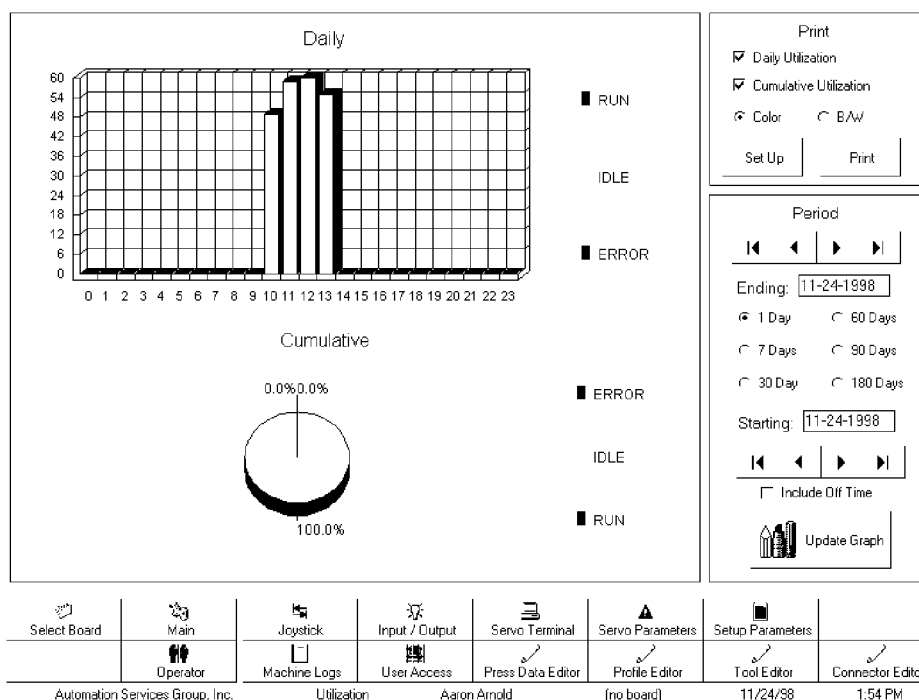 Daily
60
54
48
42
36
30
24
18
12
6
0
0 1 2 3 4 5 6 7 8 9 10 11 12 13 14 15 16 17 18 19 20 21 22 23
RUN
IDLE
ERROR
Cumulative
0.0%0.0%
100.0%
ERROR
IDLE
RUN
Print
Daily Utilization
Cumulative Utilization
Color B/W
Set Up Print
Period
Ending: 11-24-1998
1 Day 60 Days
7 Days 90 Days
30 Day 180 Days
Starting: 11-24-1998
Include Off Time
Update Graph
Select Board Main Joystick Input / Output Servo Terminal Servo Parameters Setup Parameters
Operator Machine Logs User Access Press Data Editor Profile Editor Tool Editor Connector Edito
Automation Services Group, Inc. Utilization Aaron Arnold (no board) 11/24/98 1:54 PM